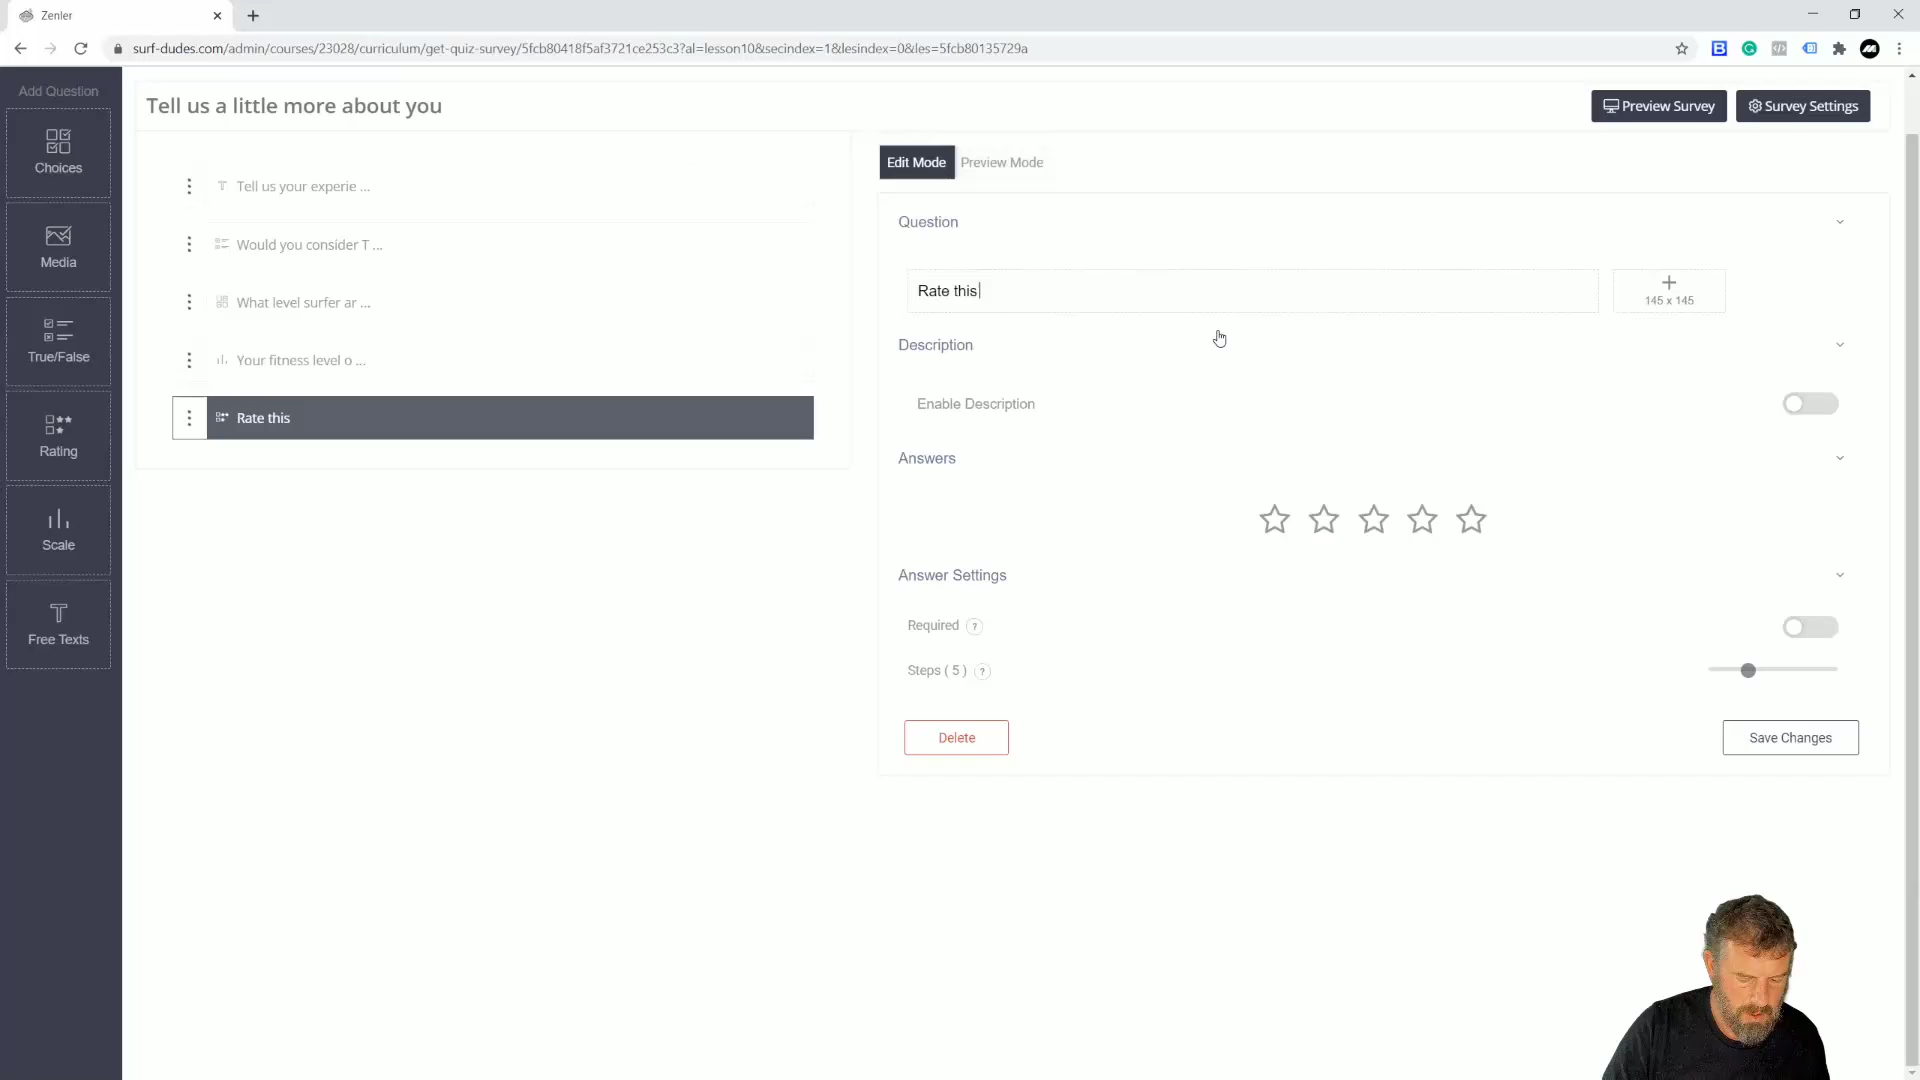 Zenler
surf-dudes.com/admin/courses/23028/curriculum/get-quiz-survey/5fcb80418f5af3721ce253c3?al=lesson10&secindex=1&lesindex=0&les=5fcb80135729a
Add Question
Choices
Media
True/False
Rating
Scale
Free Texts
Tell us a little more about you
Preview Survey
Survey Settings
Tell us your experie ...
Would you consider T ...
What level surfer ar ...
Your fitness level o ...
Rate this
Edit Mode
Preview Mode
Question
Rate this
145 x 145
Description
Enable Description
Answers
Answer Settings
Required ?
Steps ( 5 ) ?
Delete
Save Changes